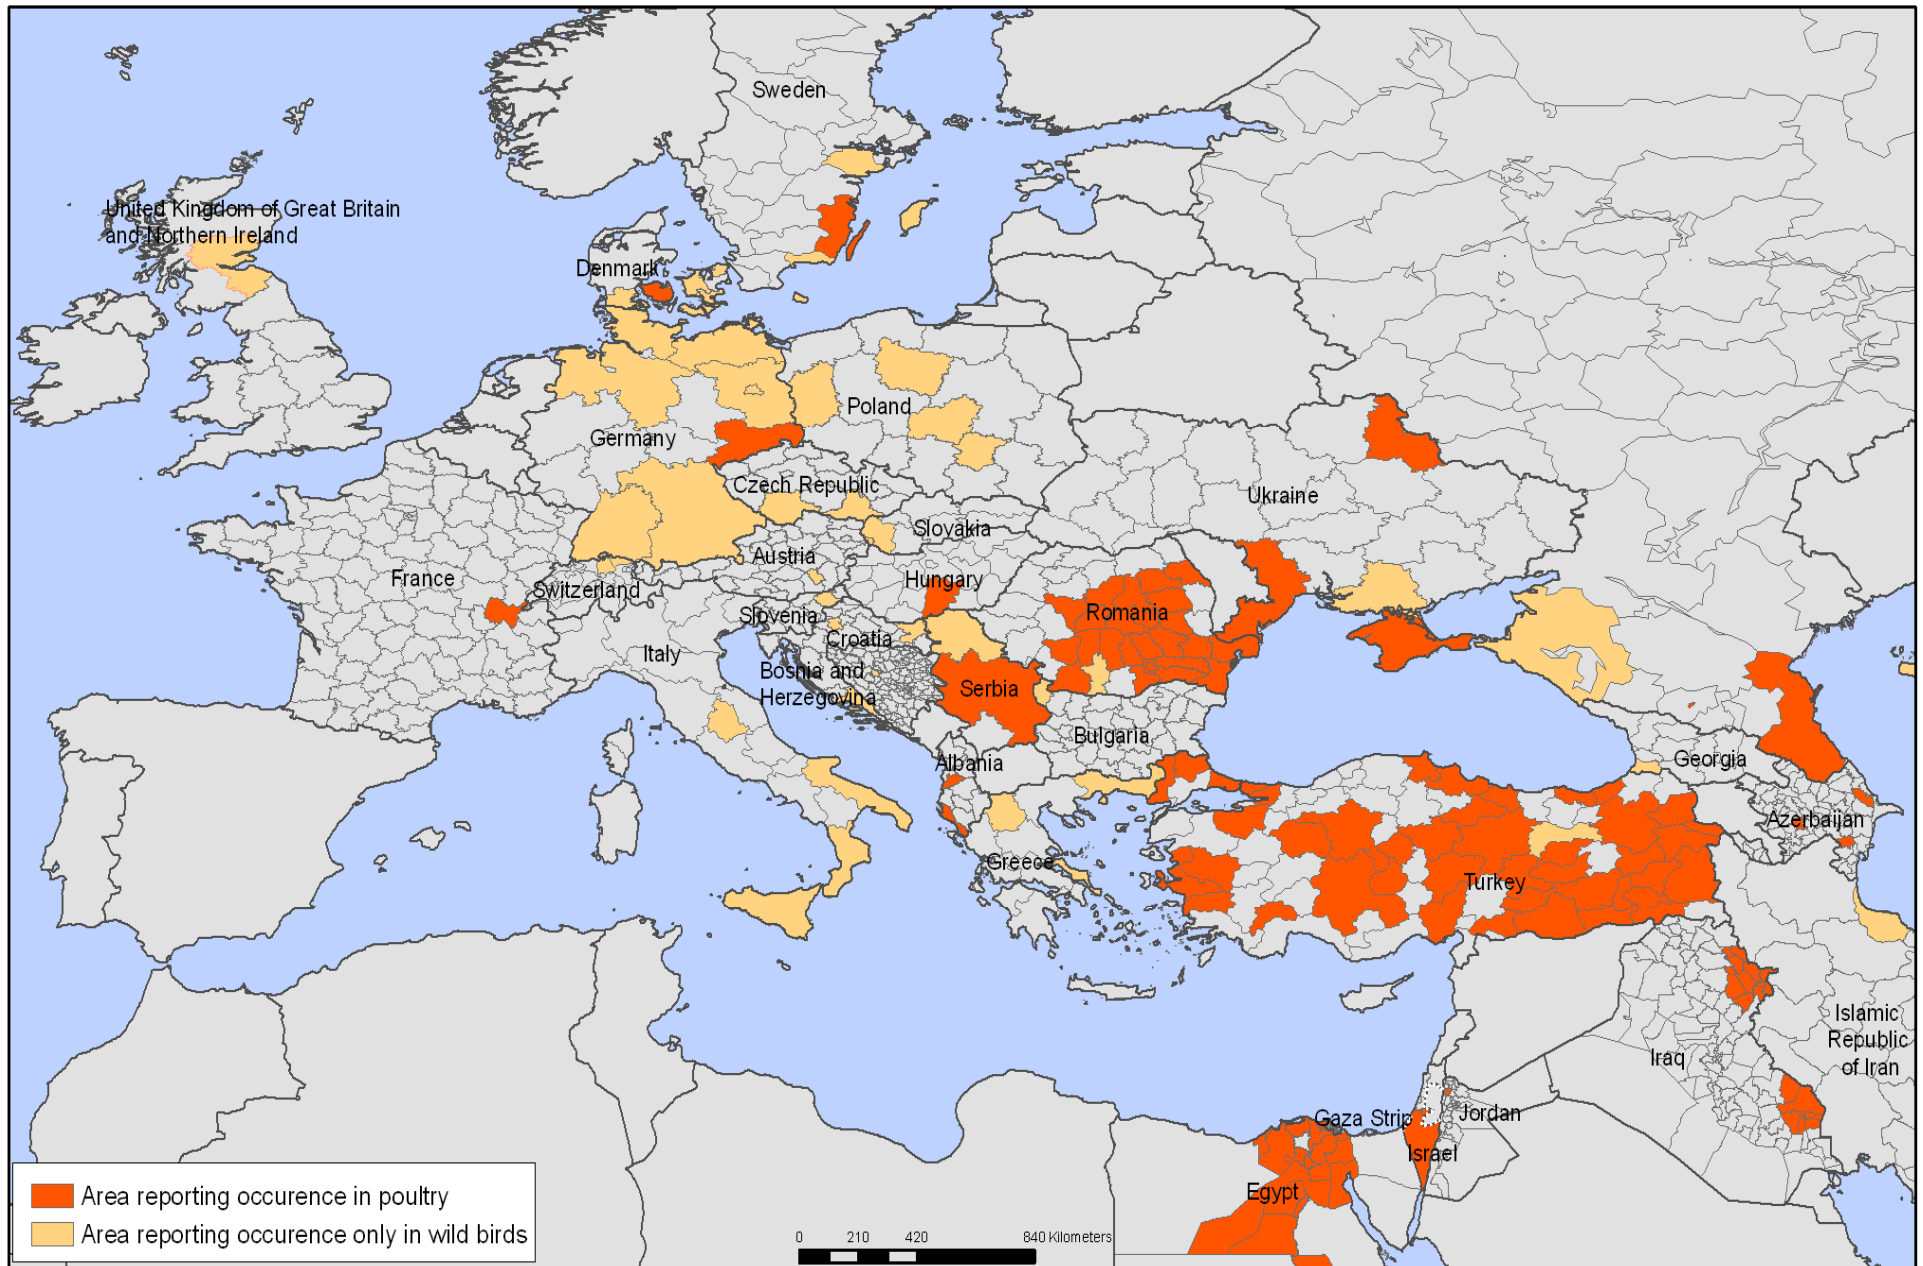 Sweden
United Kingdom of Great Britain
and Northern Ireland
Denmark
Poland
Germany
Czech Republic
Ukraine
Slovakia
Austria
France
Switzerland
Hungary
Romania
Slovenia
Croatia
Italy
Bosnia and
Herzegovina
Serbia
Bulgaria
Albania
Georgia
Azerbaijan
Greece
Turkey
Islamic
Republic
of Iran
Iraq
Gaza Strip
Jordan
Israel
Egypt
Area reporting occurence in poultry
Area reporting occurence only in wild birds
0 210 420 840 Kilometers